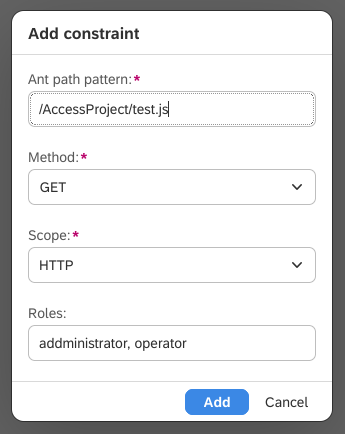 Add constraint
Ant path pattern:*
/AccessProject/test.js
Method:*
GET
Scope:*
HTTP
Roles:
addministrator, operator
Add Cancel